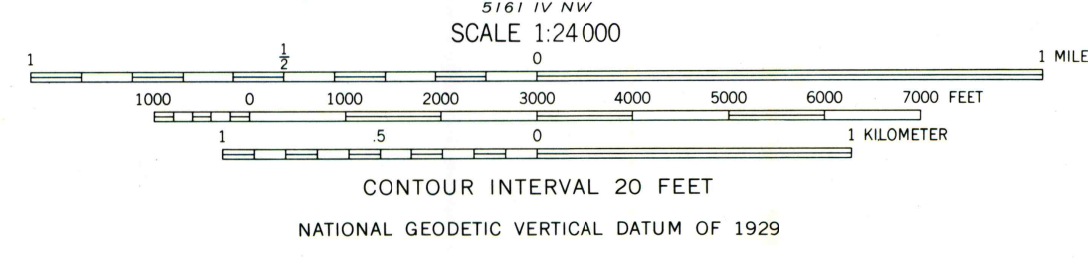 5161 IV NW
SCALE 1:24 000
1 1/2 0 1 MILE
1000 0 1000 2000 3000 4000 5000 6000 7000 FEET
1 .5 0 1 KILOMETER
CONTOUR INTERVAL 20 FEET
NATIONAL GEODETIC VERTICAL DATUM OF 1929